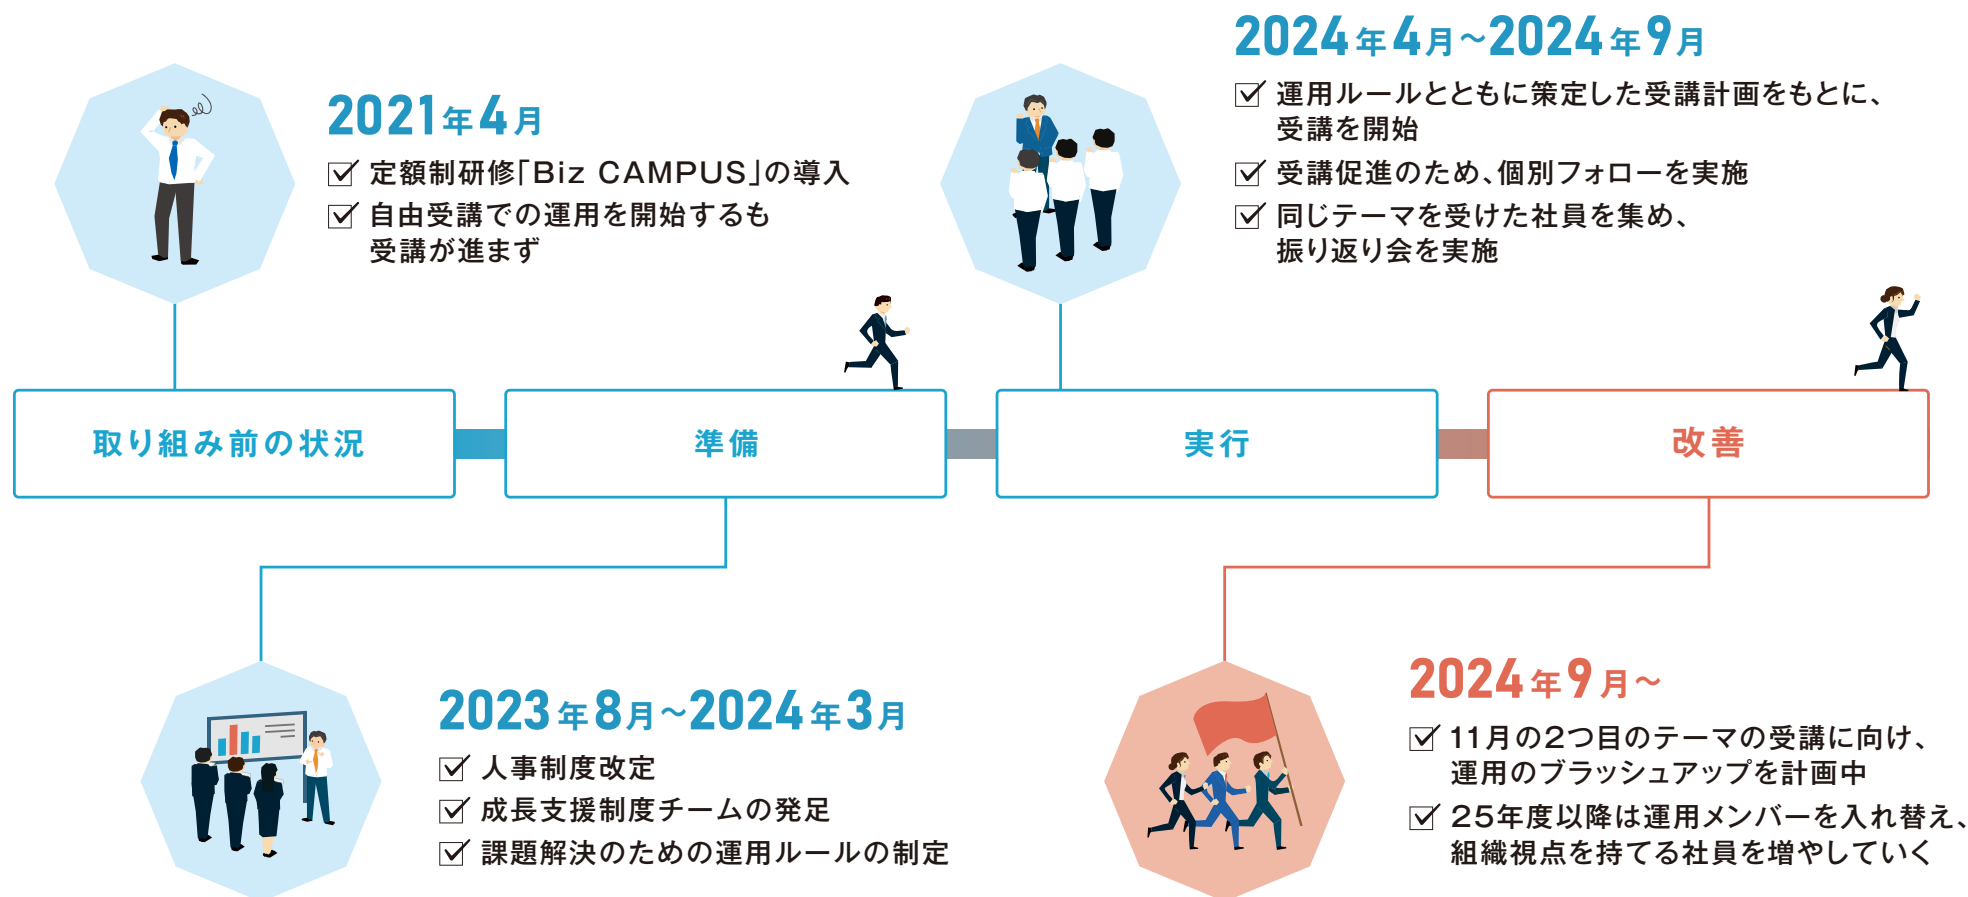 2021年4月
定額制研修「Biz CAMPUS」の導入
自由受講での運用を開始するも
受講が進まず
2024年4月～2024年9月
運用ルールとともに策定した受講計画をもとに、
受講を開始
受講促進のため、個別フォローを実施
同じテーマを受けた社員を集め、
振り返り会を実施
取り組み前の状況
準備
実行
改善
2023年8月～2024年3月
人事制度改定
成長支援制度チームの発足
課題解決のための運用ルールの制定
2024年9月～
11月の2つ目のテーマの受講に向け、
運用のブラッシュアップを計画中
25年度以降は運用メンバーを入れ替え、
組織視点を持てる社員を増やしていく